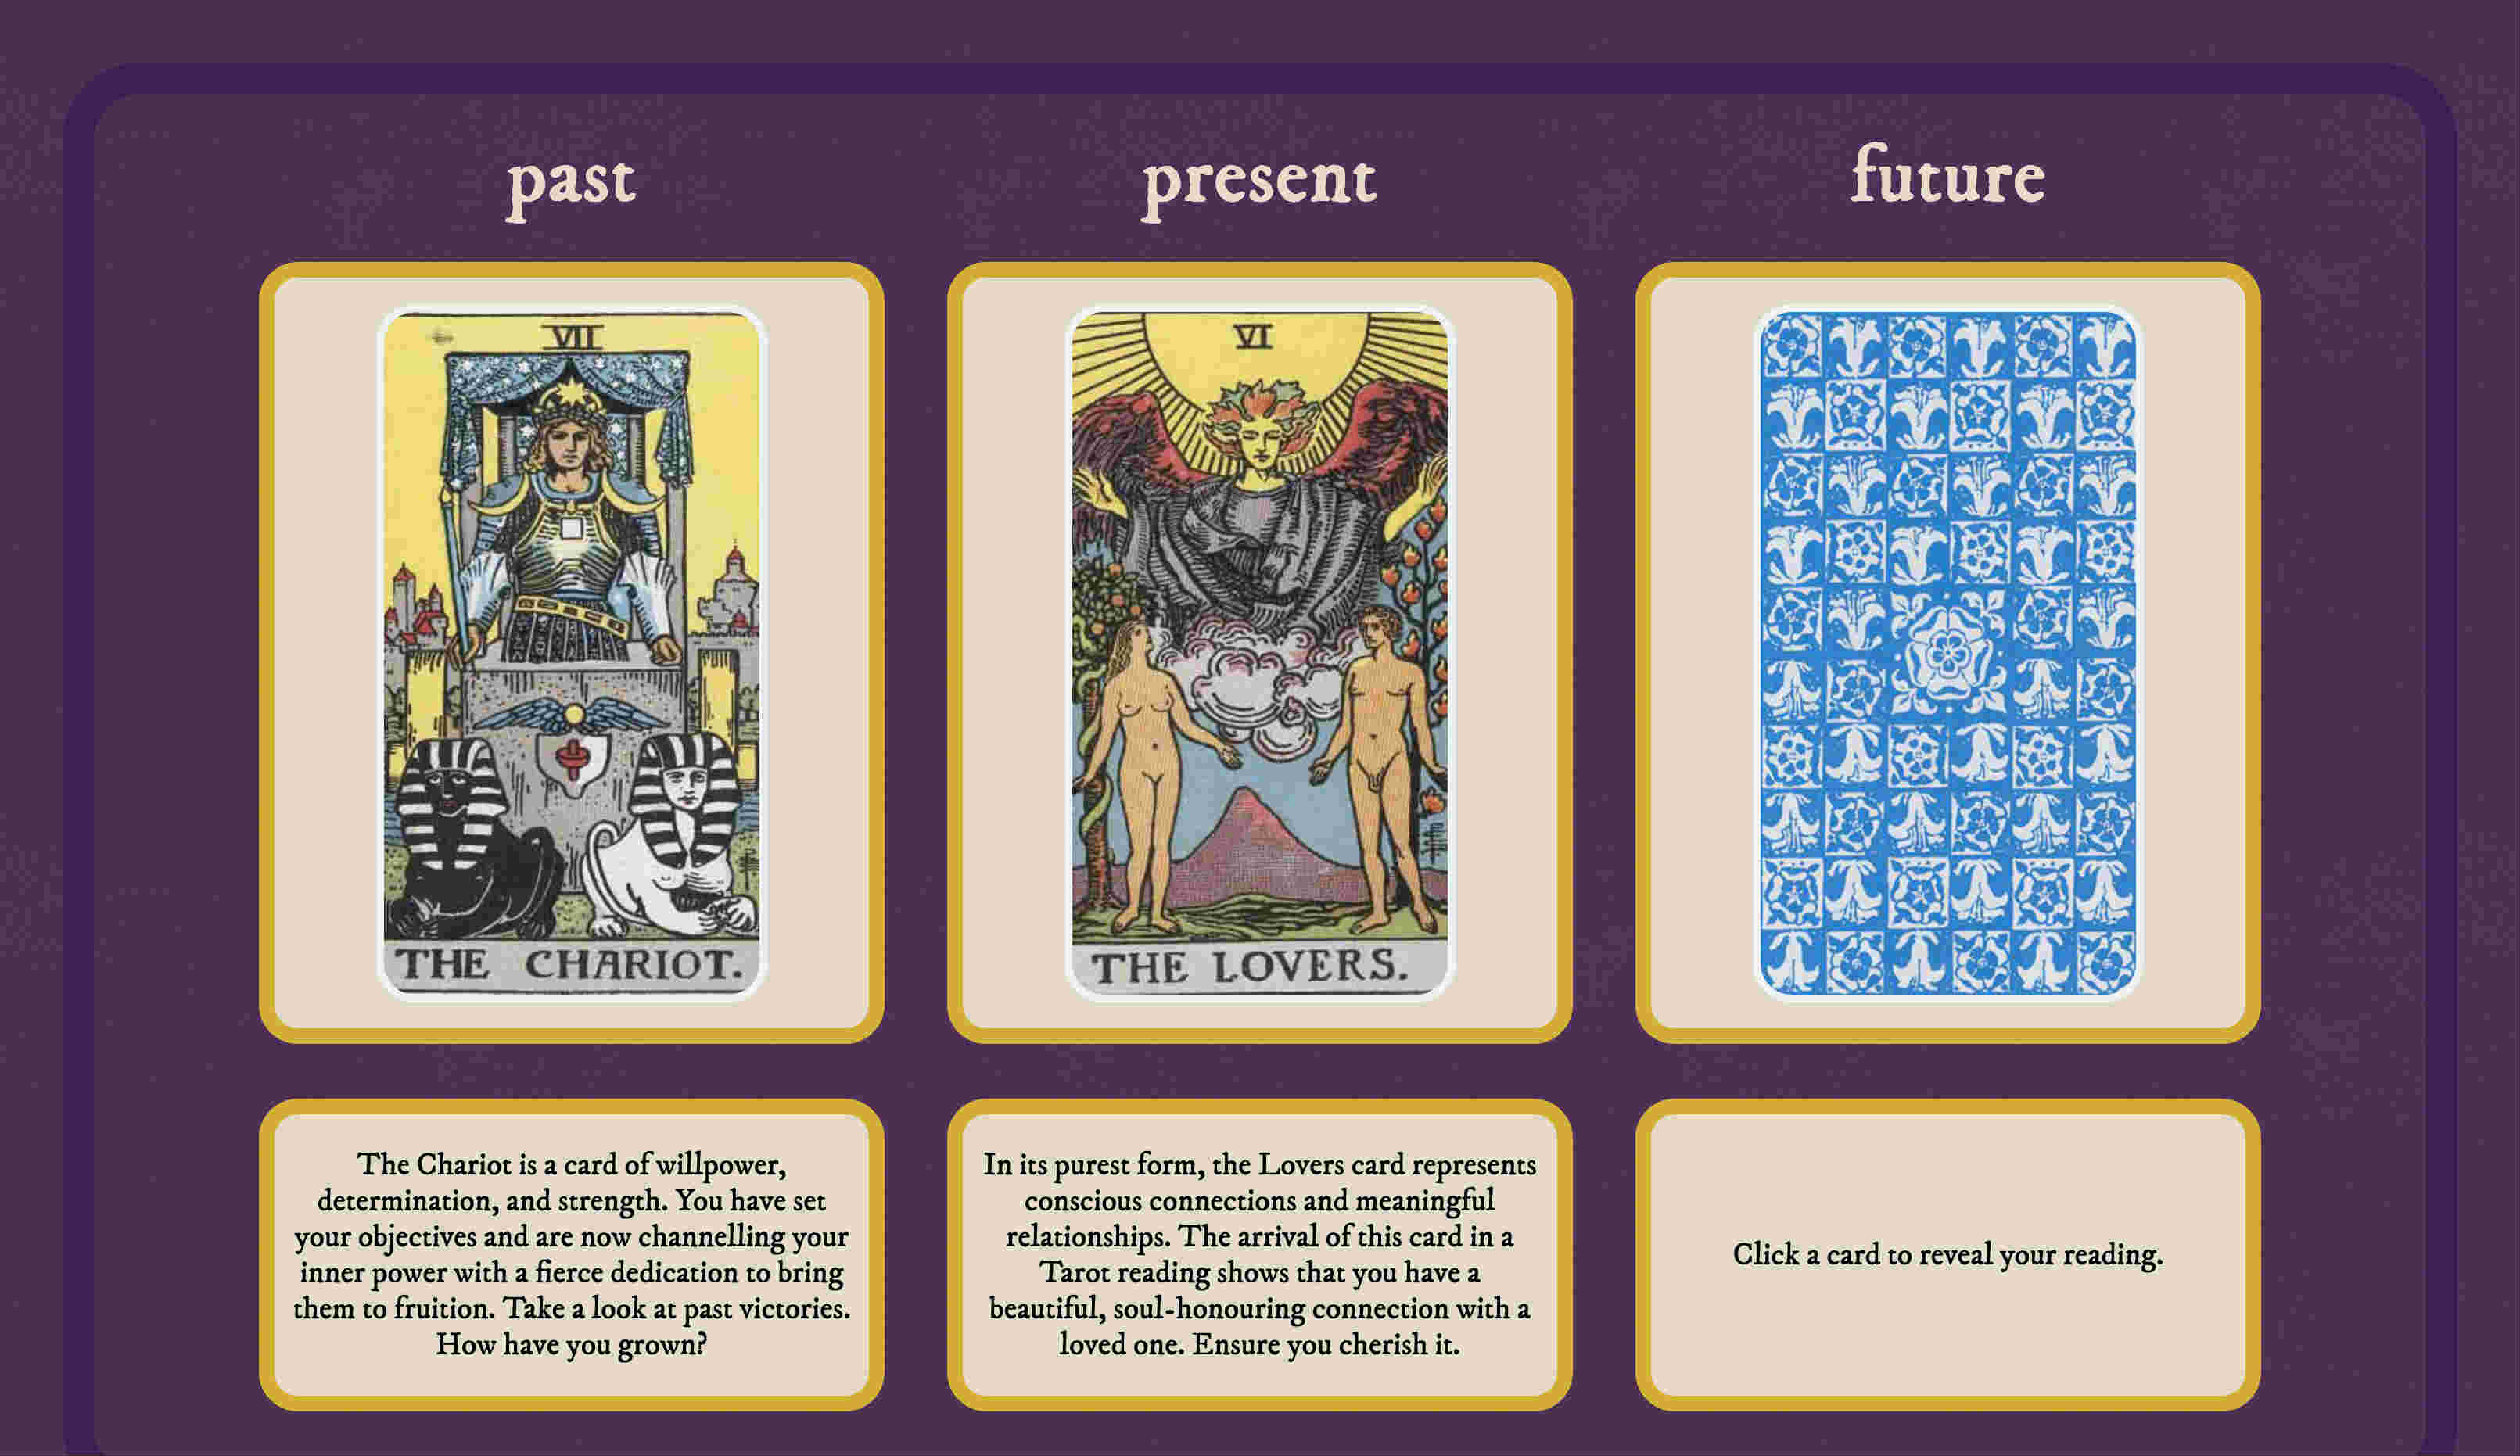 past
present
future
VII
THE CHARIOT.
VI
THE LOVERS.
The Chariot is a card of willpower,
determination, and strength. You have set
your objectives and are now channelling your
inner power with a fierce dedication to bring
them to fruition. Take a look at past victories.
How have you grown?
In its purest form, the Lovers card represents
conscious connections and meaningful
relationships. The arrival of this card in a
Tarot reading shows that you have a
beautiful, soul-honouring connection with a
loved one. Ensure you cherish it.
Click a card to reveal your reading.